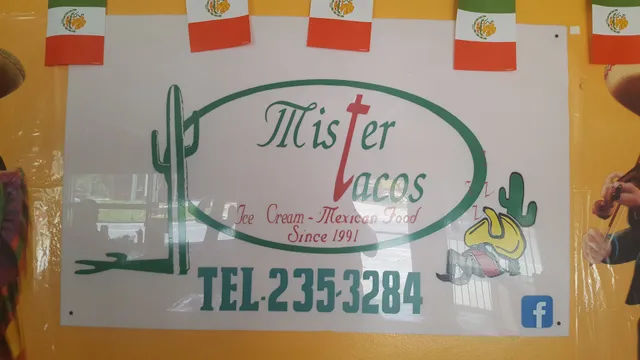 Mister
tacos
Ice Cream - Mexican Food
Since 1991
TEL-235-3284
f